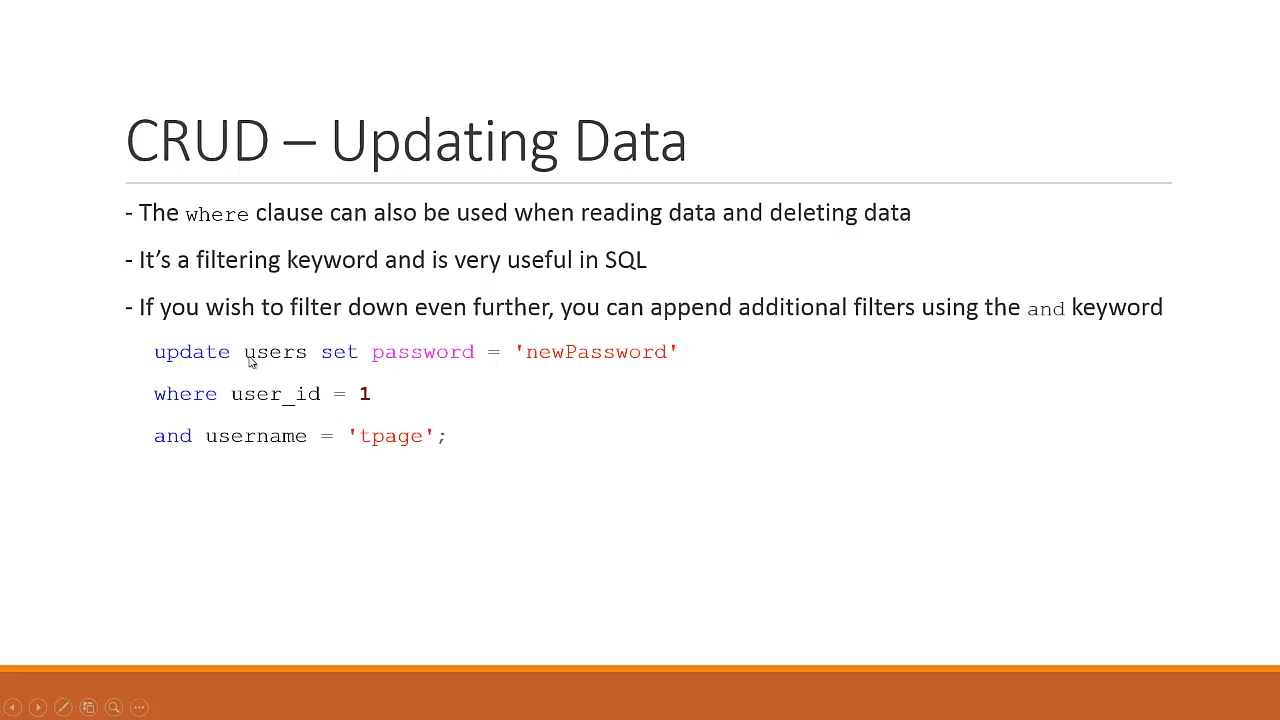 CRUD – Updating Data
- The where clause can also be used when reading data and deleting data
- It’s a filtering keyword and is very useful in SQL
- If you wish to filter down even further, you can append additional filters using the and keyword
update users set password = 'newPassword'
where user_id = 1
and username = 'tpage';